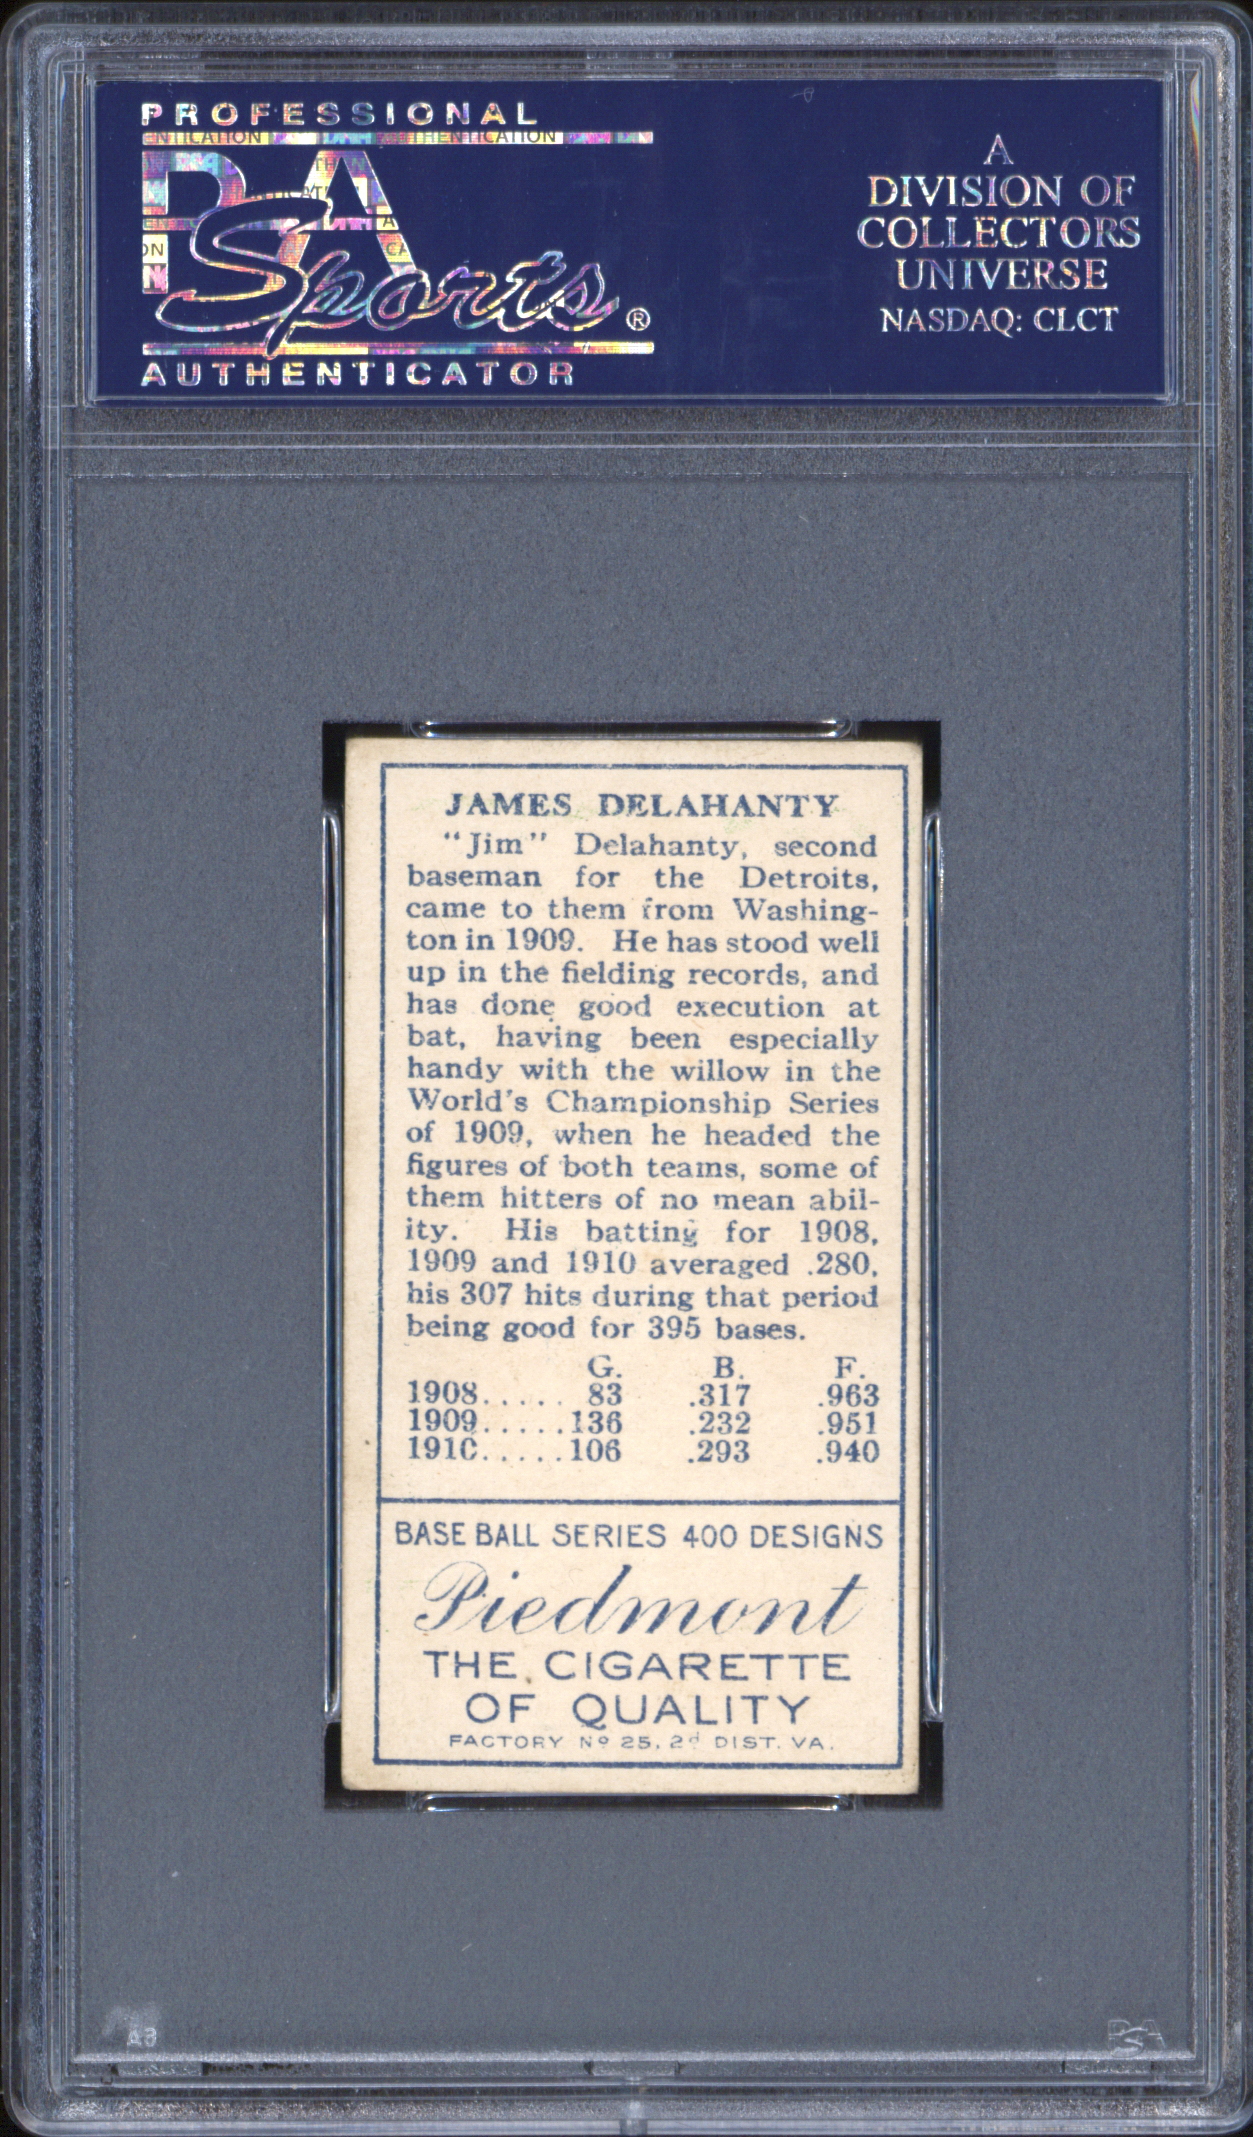 PROFESSIONAL
PSA
Sports®
AUTHENTICATOR
A
DIVISION OF
COLLECTORS
UNIVERSE
NASDAQ: CLCT
JAMES DELAHANTY
"Jim" Delahanty, second
baseman for the Detroits,
came to them from Washing-
ton in 1909. He has stood well
up in the fielding records, and
has done good execution at
bat, having been especially
handy with the willow in the
World's Championship Series
of 1909, when he headed the
figures of both teams, some of
them hitters of no mean abil-
ity. His batting for 1908,
1909 and 1910 averaged .280,
his 307 hits during that period
being good for 395 bases.
G. B. F.
1908..... 83 .317 .963
1909.....136 .232 .951
1910.....106 .293 .940
BASE BALL SERIES 400 DESIGNS
Piedmont
THE CIGARETTE
OF QUALITY
FACTORY Nº 25, 2d DIST. VA.
PSA